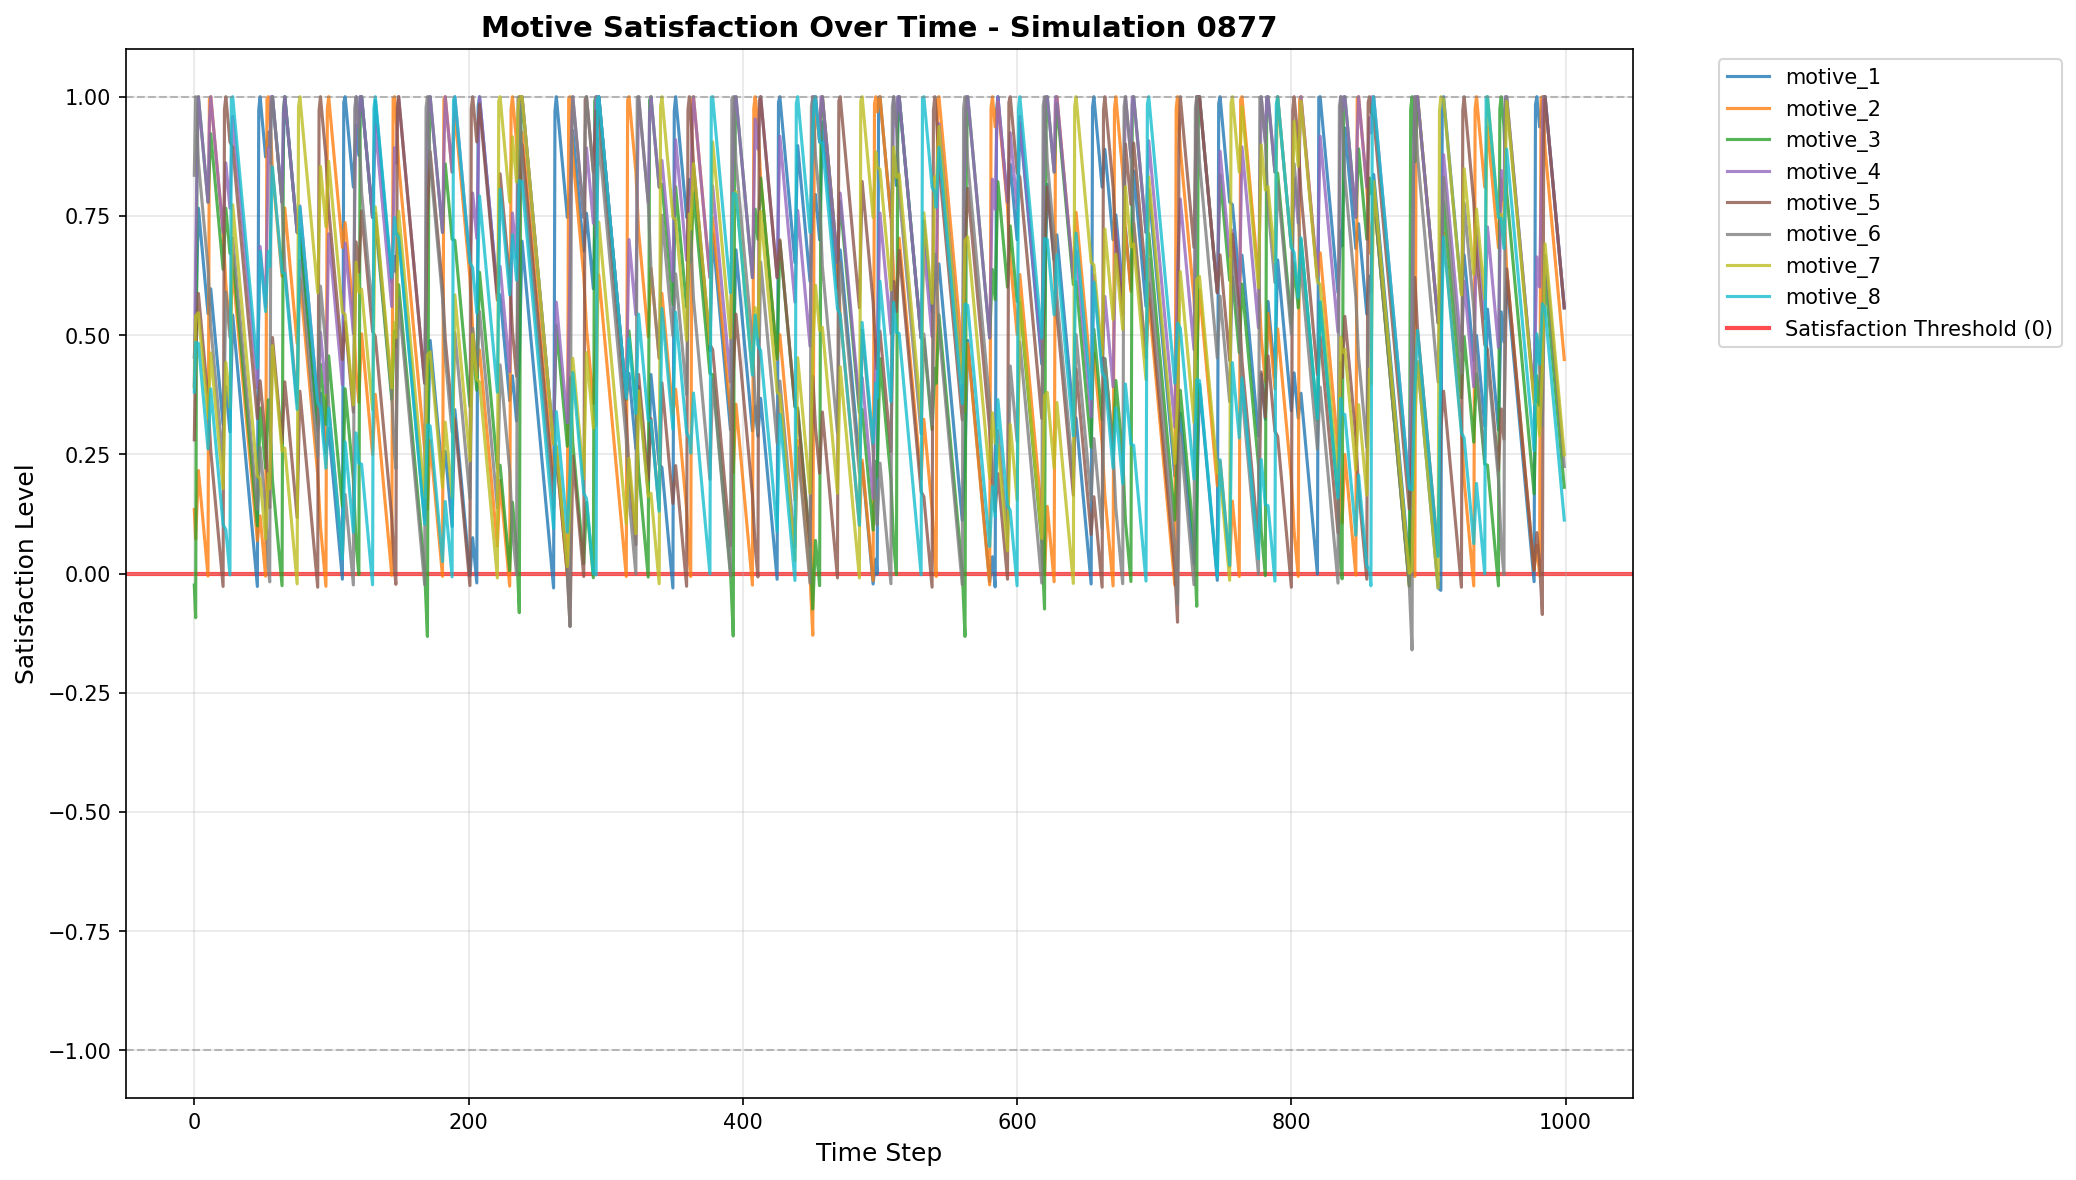 Motive Satisfaction Over Time - Simulation 0877
1.00
0.75
0.50
0.25
0.00
−0.25
−0.50
−0.75
−1.00
Satisfaction Level
0
200
400
600
800
1000
Time Step
motive_1
motive_2
motive_3
motive_4
motive_5
motive_6
motive_7
motive_8
Satisfaction Threshold (0)